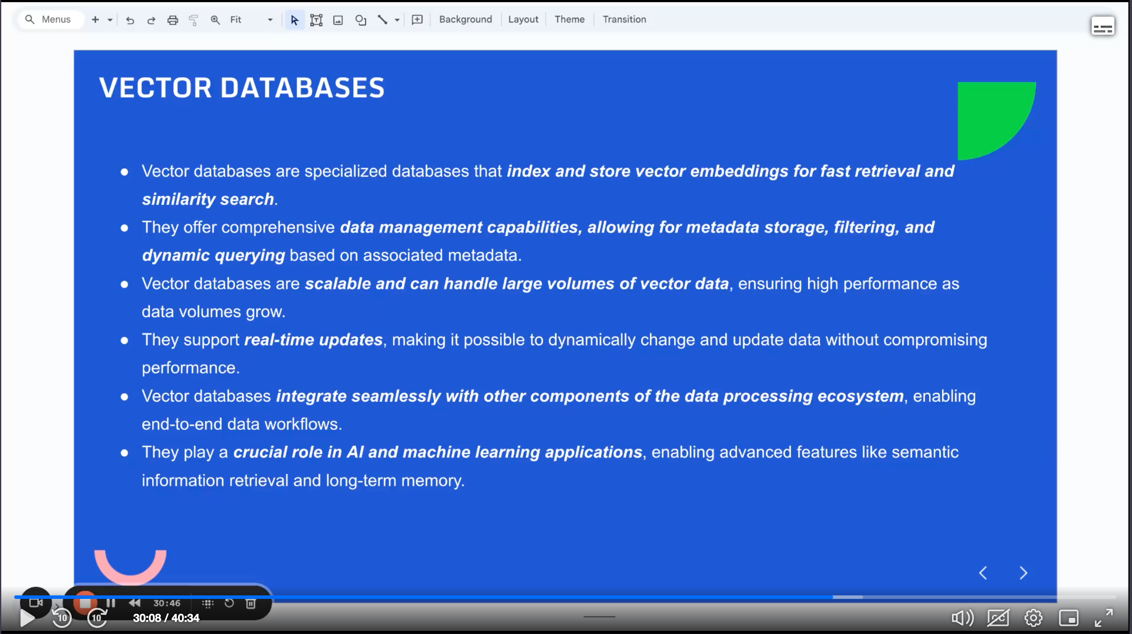 Menus
Fit
Background
Layout
Theme
Transition
VECTOR DATABASES
● Vector databases are specialized databases that index and store vector embeddings for fast retrieval and
similarity search.
● They offer comprehensive data management capabilities, allowing for metadata storage, filtering, and
dynamic querying based on associated metadata.
● Vector databases are scalable and can handle large volumes of vector data, ensuring high performance as
data volumes grow.
● They support real-time updates, making it possible to dynamically change and update data without compromising
performance.
● Vector databases integrate seamlessly with other components of the data processing ecosystem, enabling
end-to-end data workflows.
● They play a crucial role in AI and machine learning applications, enabling advanced features like semantic
information retrieval and long-term memory.
30:46
10
10
30:08 / 40:34